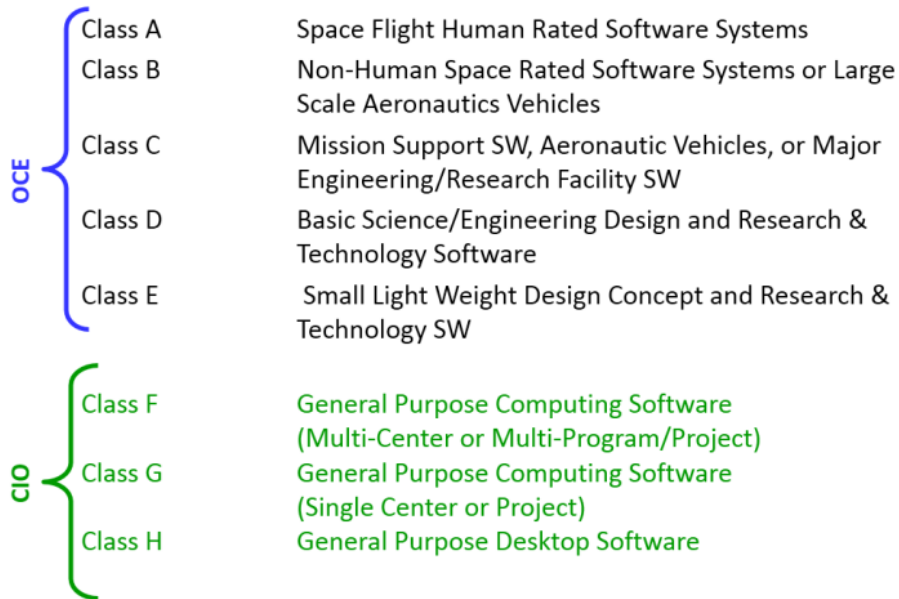 OCE
Class A Space Flight Human Rated Software Systems
Class B Non-Human Space Rated Software Systems or Large
Scale Aeronautics Vehicles
Class C Mission Support SW, Aeronautic Vehicles, or Major
Engineering/Research Facility SW
Class D Basic Science/Engineering Design and Research &
Technology Software
Class E Small Light Weight Design Concept and Research &
Technology SW
CIO
Class F General Purpose Computing Software
(Multi-Center or Multi-Program/Project)
Class G General Purpose Computing Software
(Single Center or Project)
Class H General Purpose Desktop Software